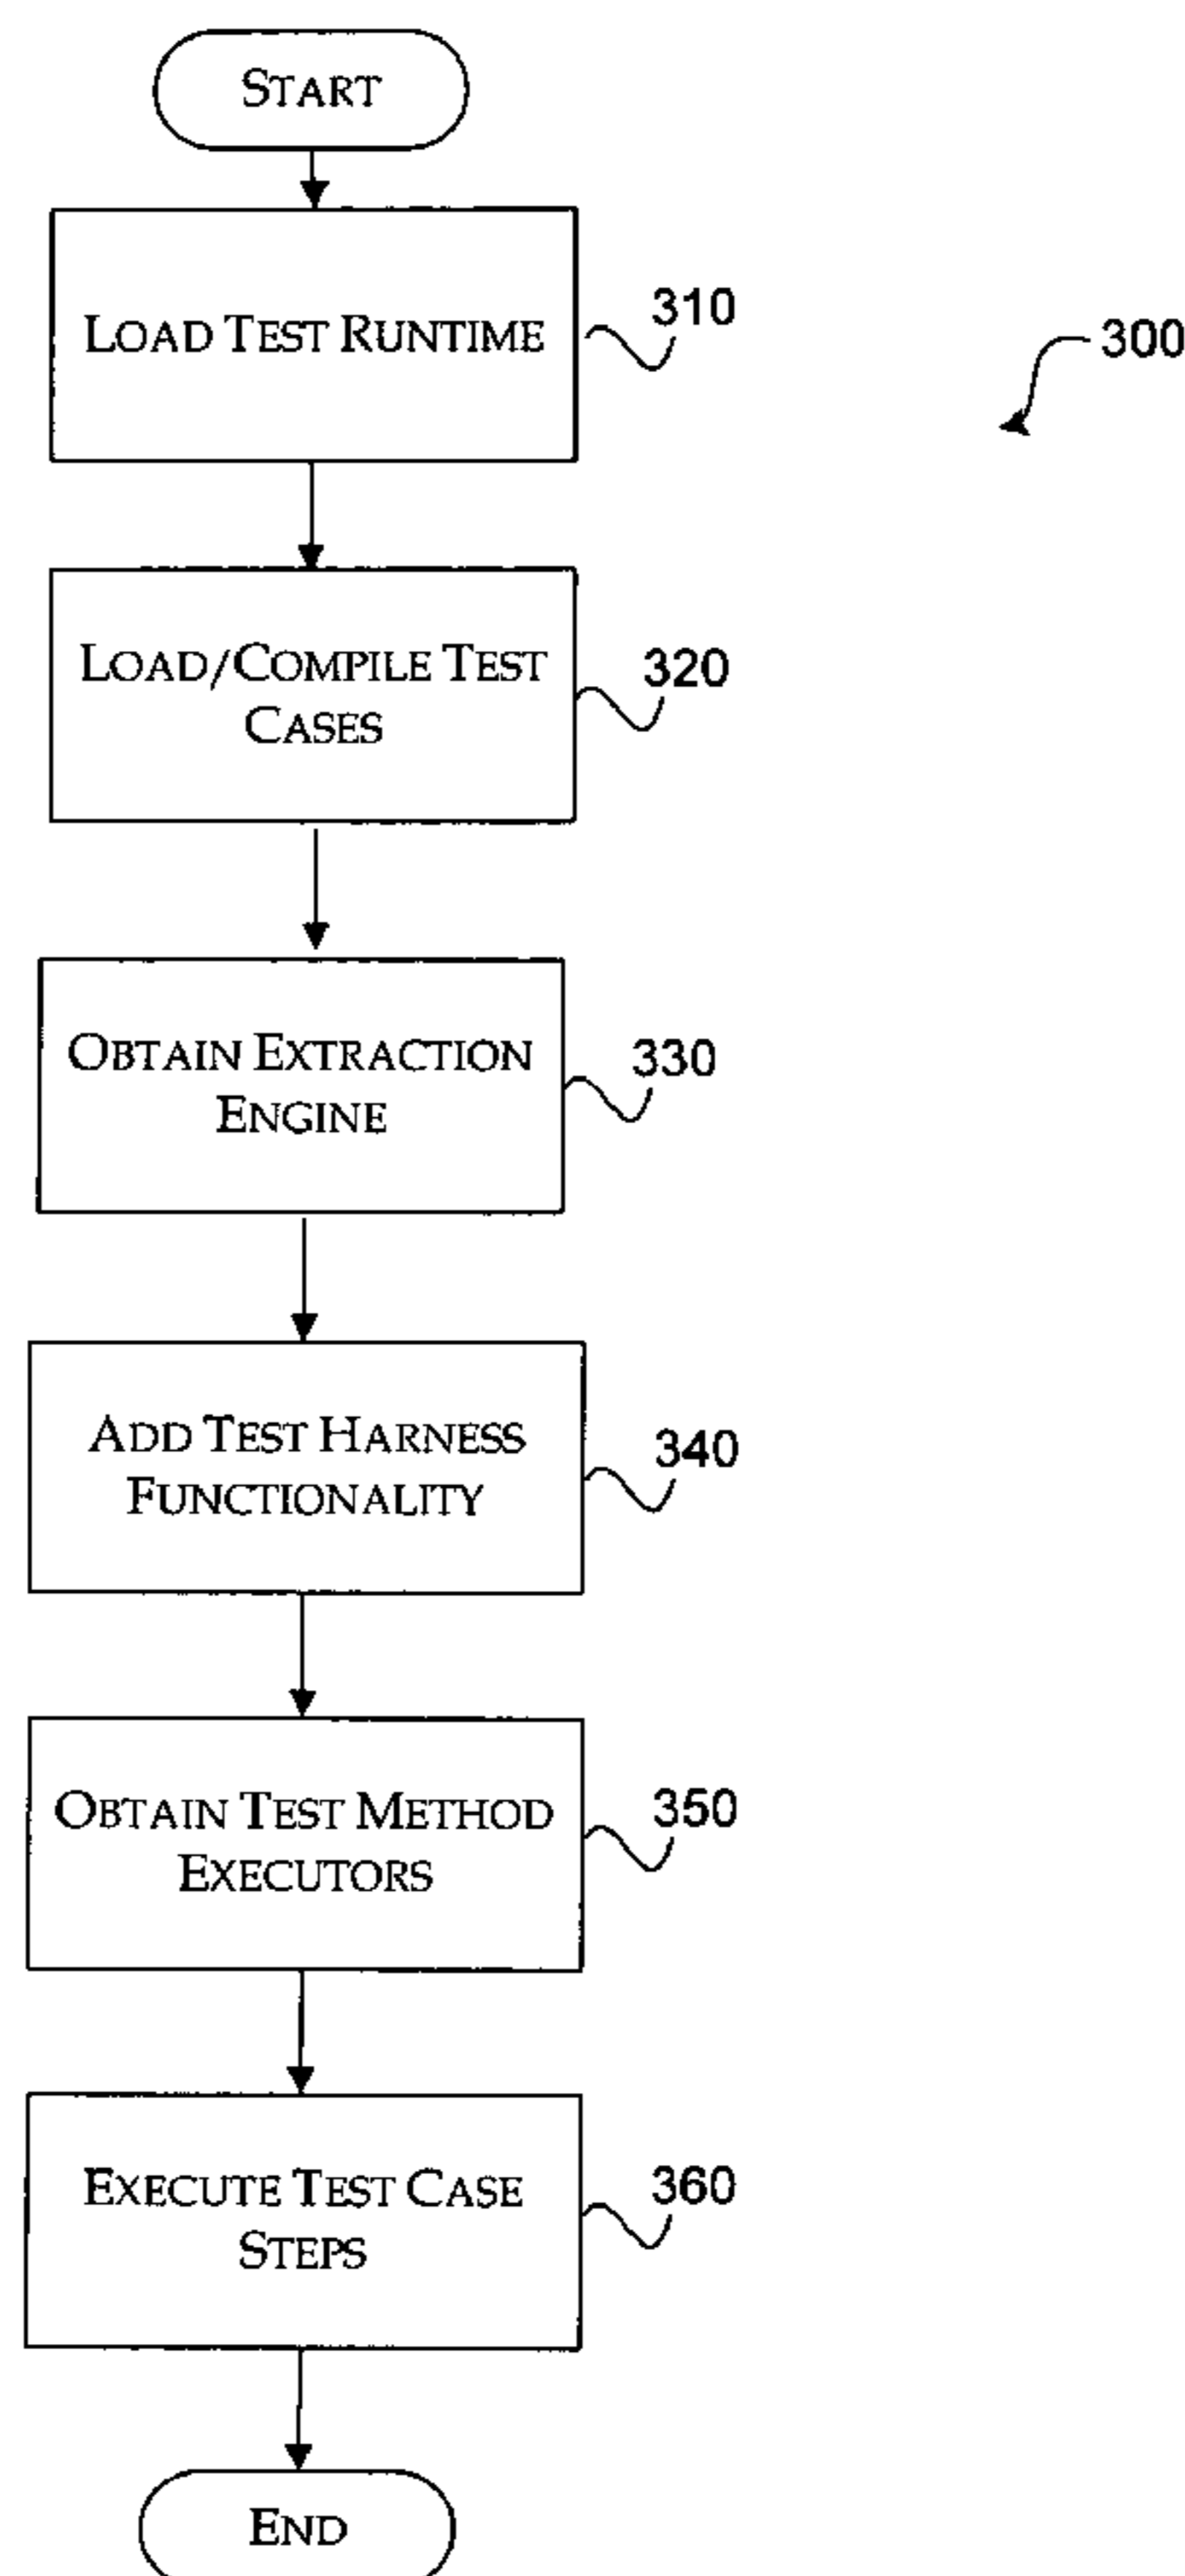 START
LOAD TEST RUNTIME
310
300
LOAD/COMPILE TEST
CASES
320
OBTAIN EXTRACTION
ENGINE
330
ADD TEST HARNESS
FUNCTIONALITY
340
OBTAIN TEST METHOD
EXECUTORS
350
EXECUTE TEST CASE
STEPS
360
END